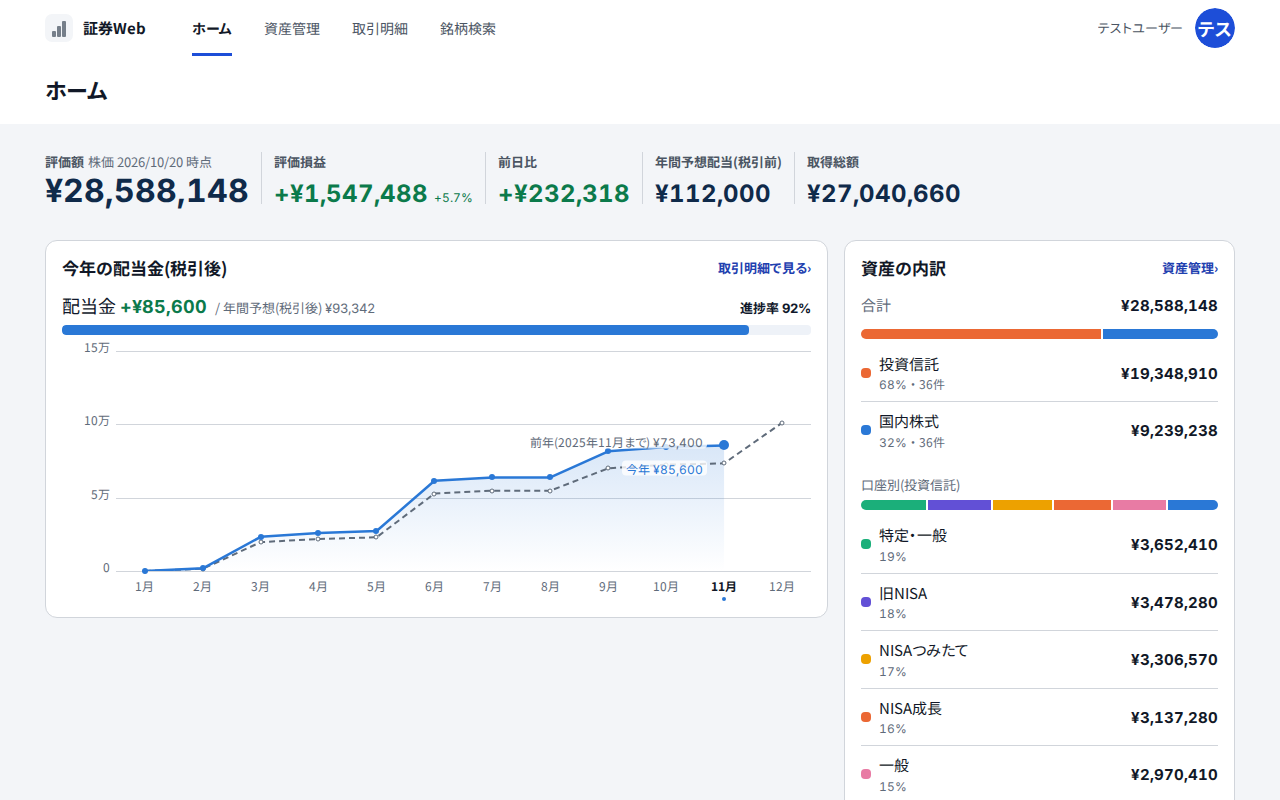 証券Web
ホーム
資産管理
取引明細
銘柄検索
テストユーザー
テス
ホーム
評価額 株価 2026/10/20 時点
¥28,588,148
評価損益
+¥1,547,488 +5.7%
前日比
+¥232,318
年間予想配当(税引前)
¥112,000
取得総額
¥27,040,660
今年の配当金(税引後)
取引明細で見る›
配当金 +¥85,600 / 年間予想(税引後) ¥93,342
進捗率 92%
15万
10万
5万
0
前年(2025年11月まで) ¥73,400
今年 ¥85,600
1月 2月 3月 4月 5月 6月 7月 8月 9月 10月 11月 12月
資産の内訳
資産管理›
合計
¥28,588,148
投資信託
68%・36件
¥19,348,910
国内株式
32%・36件
¥9,239,238
口座別(投資信託)
特定・一般
19%
¥3,652,410
旧NISA
18%
¥3,478,280
NISAつみたて
17%
¥3,306,570
NISA成長
16%
¥3,137,280
一般
15%
¥2,970,410